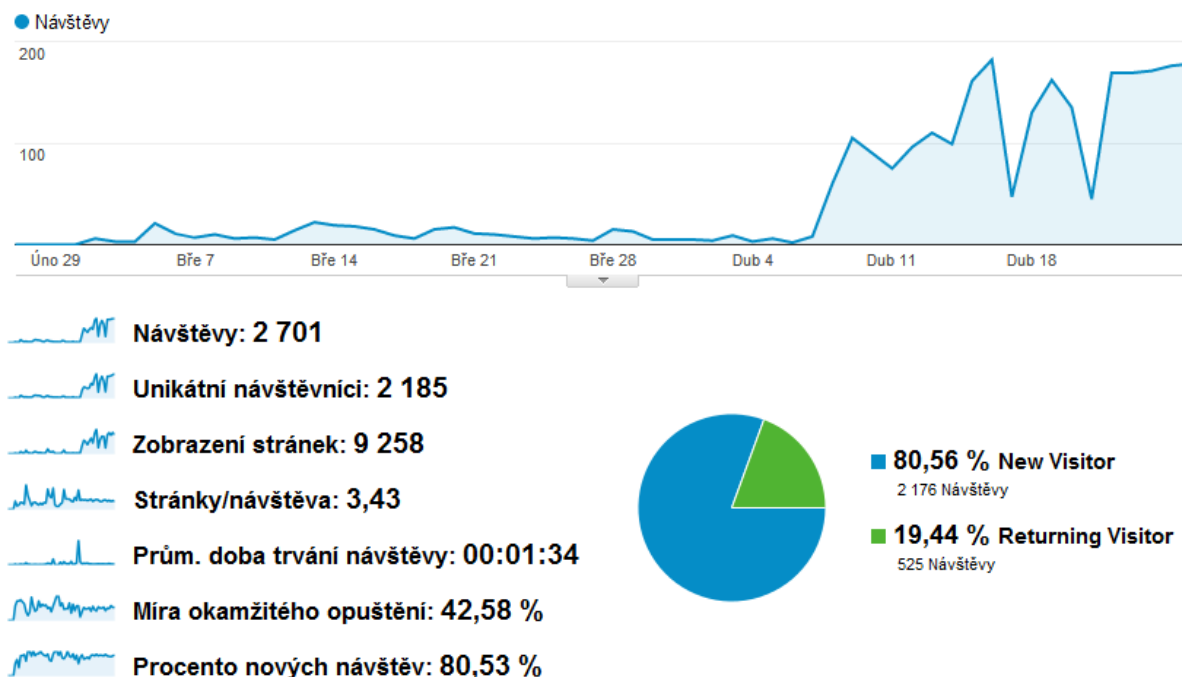 Návštěvy
200
100
Úno 29 Bře 7 Bře 14 Bře 21 Bře 28 Dub 4 Dub 11 Dub 18
Návštěvy: 2 701
Unikátní návštěvníci: 2 185
Zobrazení stránek: 9 258
Stránky/návštěva: 3,43
Prům. doba trvání návštěvy: 00:01:34
Míra okamžitého opuštění: 42,58 %
Procento nových návštěv: 80,53 %
80,56 % New Visitor
2 176 Návštěvy
19,44 % Returning Visitor
525 Návštěvy